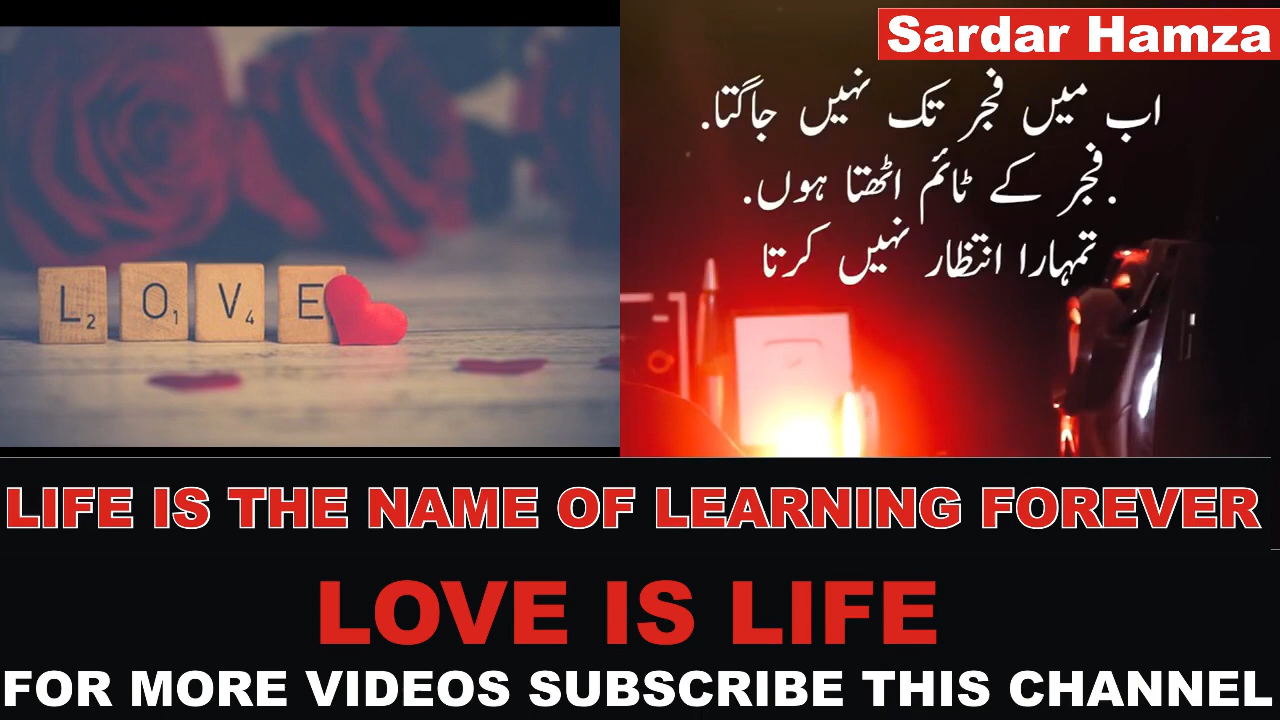 Sardar Hamza
اب میں فجر تک نہیں جاگتا.
.فجر کے ٹائم اٹھتا ہوں.
تمہارا انتظار نہیں کرتا
L2 O1 V4 E
LIFE IS THE NAME OF LEARNING FOREVER
LOVE IS LIFE
FOR MORE VIDEOS SUBSCRIBE THIS CHANNEL